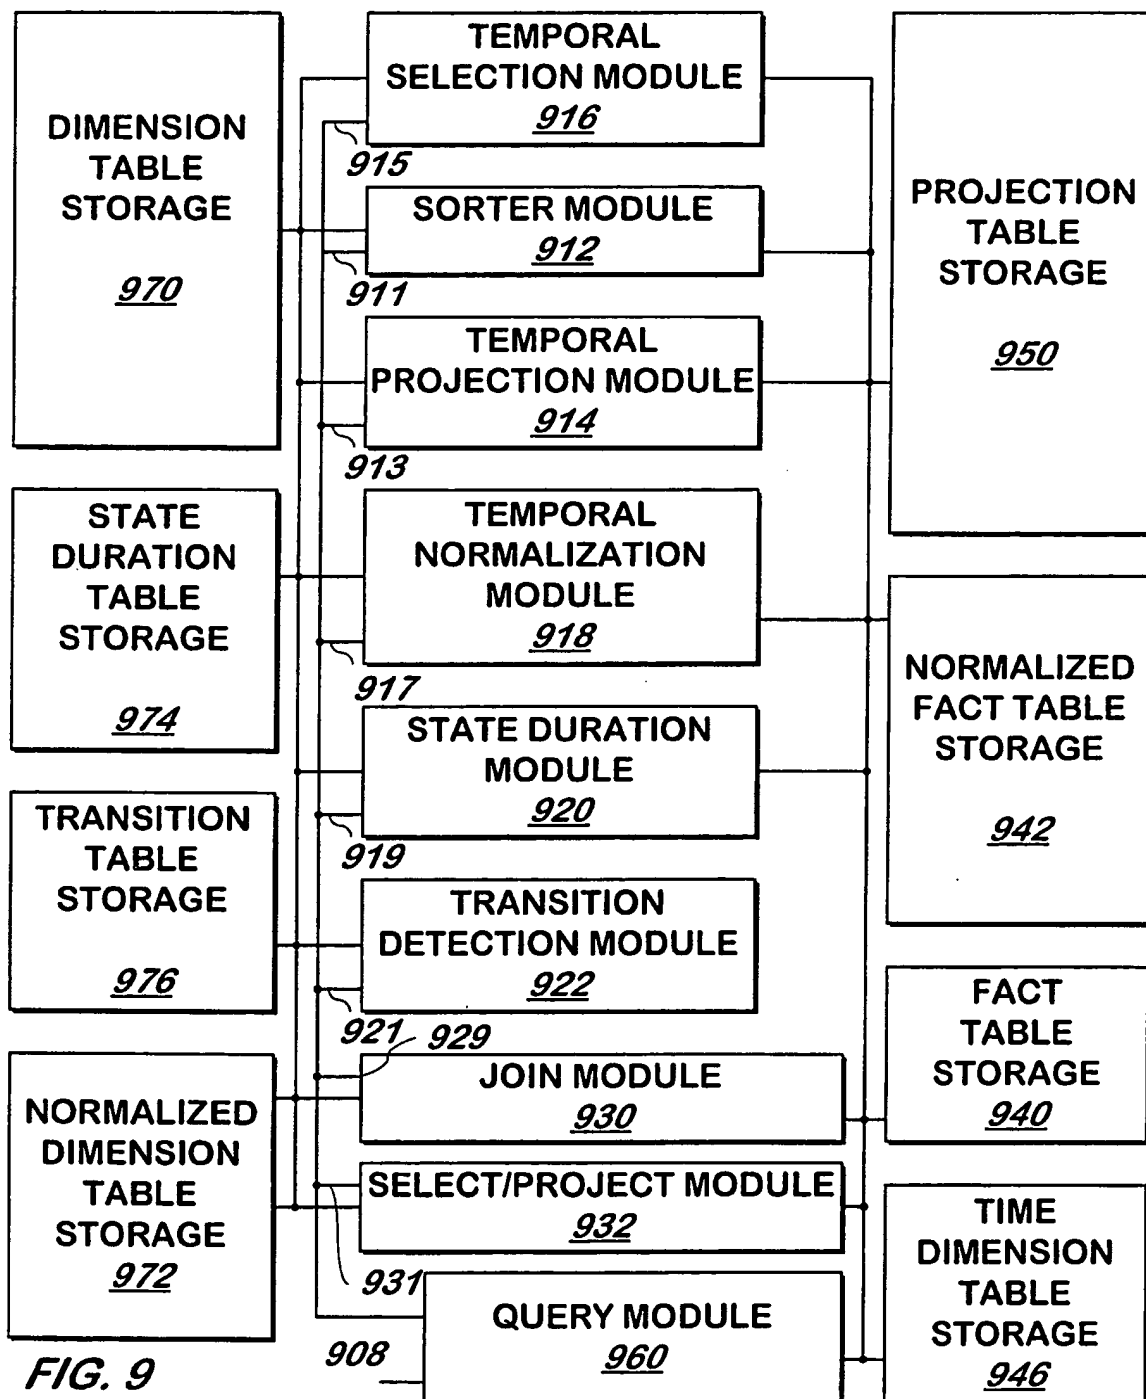 DIMENSION
TABLE
STORAGE
970
STATE
DURATION
TABLE
STORAGE
974
TRANSITION
TABLE
STORAGE
976
NORMALIZED
DIMENSION
TABLE
STORAGE
972
FIG. 9
TEMPORAL
SELECTION MODULE
916
915
SORTER MODULE
912
911
TEMPORAL
PROJECTION MODULE
914
913
TEMPORAL
NORMALIZATION
MODULE
918
917
STATE DURATION
MODULE
920
919
TRANSITION
DETECTION MODULE
922
921
929
JOIN MODULE
930
SELECT/PROJECT MODULE
932
931
QUERY MODULE
960
908
PROJECTION
TABLE
STORAGE
950
NORMALIZED
FACT TABLE
STORAGE
942
FACT
TABLE
STORAGE
940
TIME
DIMENSION
TABLE
STORAGE
946